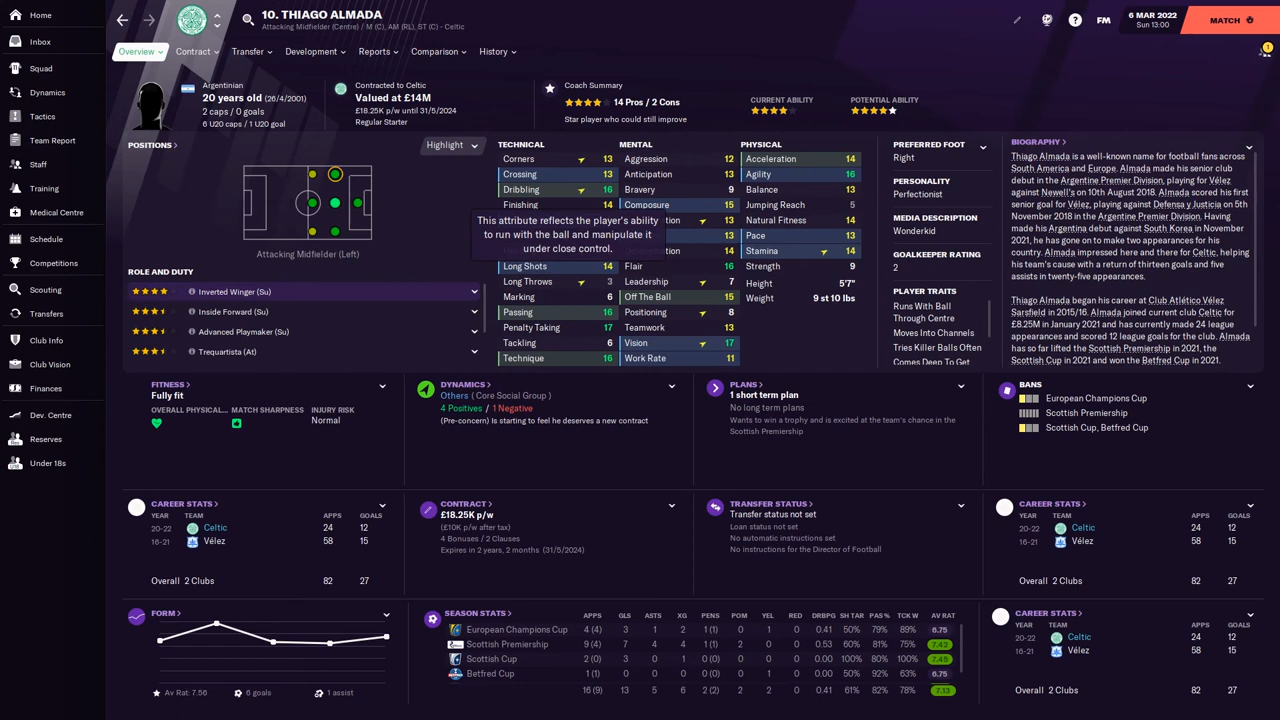 Home
Inbox
Squad
Dynamics
Tactics
Team Report
Staff
Training
Medical Centre
Schedule
Competitions
Scouting
Transfers
Club Info
Club Vision
Finances
Dev. Centre
Reserves
Under 18s
10. THIAGO ALMADA
Attacking Midfielder (Centre) / M (C), AM (RL), ST (C) - Celtic
FM
6 MAR 2022
Sun 13:00
MATCH
Overview
Contract
Transfer
Development
Reports
Comparison
History
1
Argentinian
20 years old (26/4/2001)
2 caps / 0 goals
6 U20 caps / 1 U20 goal
Contracted to Celtic
Valued at £14M
£18.25K p/w until 31/5/2024
Regular Starter
Coach Summary
14 Pros / 2 Cons
Star player who could still improve
CURRENT ABILITY
POTENTIAL ABILITY
POSITIONS
Highlight
Attacking Midfielder (Left)
ROLE AND DUTY
Inverted Winger (Su)
Inside Forward (Su)
Advanced Playmaker (Su)
Trequartista (At)
TECHNICAL
Corners 13
Crossing 13
Dribbling 16
Finishing 14
This attribute reflects the player's ability
to run with the ball and manipulate it
under close control.
Long Shots 14
Long Throws 3
Marking 6
Passing 16
Penalty Taking 17
Tackling 6
Technique 16
MENTAL
Aggression 12
Anticipation 13
Bravery 9
Composure 15
13
13
14
Flair 16
Leadership 7
Off The Ball 15
Positioning 8
Teamwork 13
Vision 17
Work Rate 11
PHYSICAL
Acceleration 14
Agility 16
Balance 13
Jumping Reach 5
Natural Fitness 14
Pace 13
Stamina 14
Strength 9
Height 5'7"
Weight 9 st 10 lbs
PREFERRED FOOT
Right
PERSONALITY
Perfectionist
MEDIA DESCRIPTION
Wonderkid
GOALKEEPER RATING
2
PLAYER TRAITS
Runs With Ball
Through Centre
Moves Into Channels
Tries Killer Balls Often
Comes Deep To Get
BIOGRAPHY
Thiago Almada is a well-known name for football fans across
South America and Europe. Almada made his senior club debut in
the Argentine Premier Division, playing for Vélez
against Newell's on 10th August 2018. Almada scored his first
senior goal for Vélez, playing against Defensa y Justicia on 5th
November 2018 in the Argentine Premier Division. Having
made his Argentina debut against South Korea in November
2021, he has gone on to make two appearances for his country.
Almada impressed here and there for Celtic, helping
his team's cause with a return of thirteen goals and five
assists in twenty-five appearances.
Thiago Almada began his career at Club Atlético Vélez
Sarsfield in 2015/16. Almada joined current club Celtic for
£8.25M in January 2021 and has currently made 24 league
appearances and scored 12 league goals for the club. Almada
has so far lifted the Scottish Premiership in 2021, the
Scottish Cup in 2021 and won the Betfred Cup in 2021.
FITNESS
Fully fit
OVERALL PHYSICAL... MATCH SHARPNESS INJURY RISK
Normal
DYNAMICS
Others ( Core Social Group )
4 Positives / 1 Negative
(Pre-concern) Is starting to feel he deserves a new contract
PLANS
1 short term plan
No long term plans
Wants to win a trophy and is excited at the team's chance in the
Scottish Premiership
BANS
European Champions Cup
Scottish Premiership
Scottish Cup, Betfred Cup
CAREER STATS
YEAR TEAM APPS GOALS
20-22 Celtic 24 12
16-21 Vélez 58 15
Overall 2 Clubs 82 27
CONTRACT
£18.25K p/w
(£10K p/w after tax)
4 Bonuses / 2 Clauses
Expires in 2 years, 2 months (31/5/2024)
TRANSFER STATUS
Transfer status not set
Loan status not set
No automatic instructions set
No instructions for the Director of Football
CAREER STATS
YEAR TEAM APPS GOALS
20-22 Celtic 24 12
16-21 Vélez 58 15
Overall 2 Clubs 82 27
FORM
Av Rat: 7.56 6 goals 1 assist
SEASON STATS APPS GLS ASTS XG PENS POM YEL RED DRBPG SH TAR PAS % TCK W AV RAT
European Champions Cup 4 (4) 3 1 2 1 (1) 0 1 0 0.41 50% 79% 89% 6.75
Scottish Premiership 9 (4) 7 4 4 1 (1) 2 0 0 0.53 60% 81% 75% 7.42
Scottish Cup 2 (0) 3 0 1 0 (0) 0 0 0 0.00 100% 80% 100% 7.45
Betfred Cup 1 (1) 0 0 0 0 (0) 0 1 0 0.00 50% 92% 63% 6.75
16 (9) 13 5 6 2 (2) 2 2 0 0.41 61% 82% 78% 7.13
CAREER STATS
YEAR TEAM APPS GOALS
20-22 Celtic 24 12
16-21 Vélez 58 15
Overall 2 Clubs 82 27